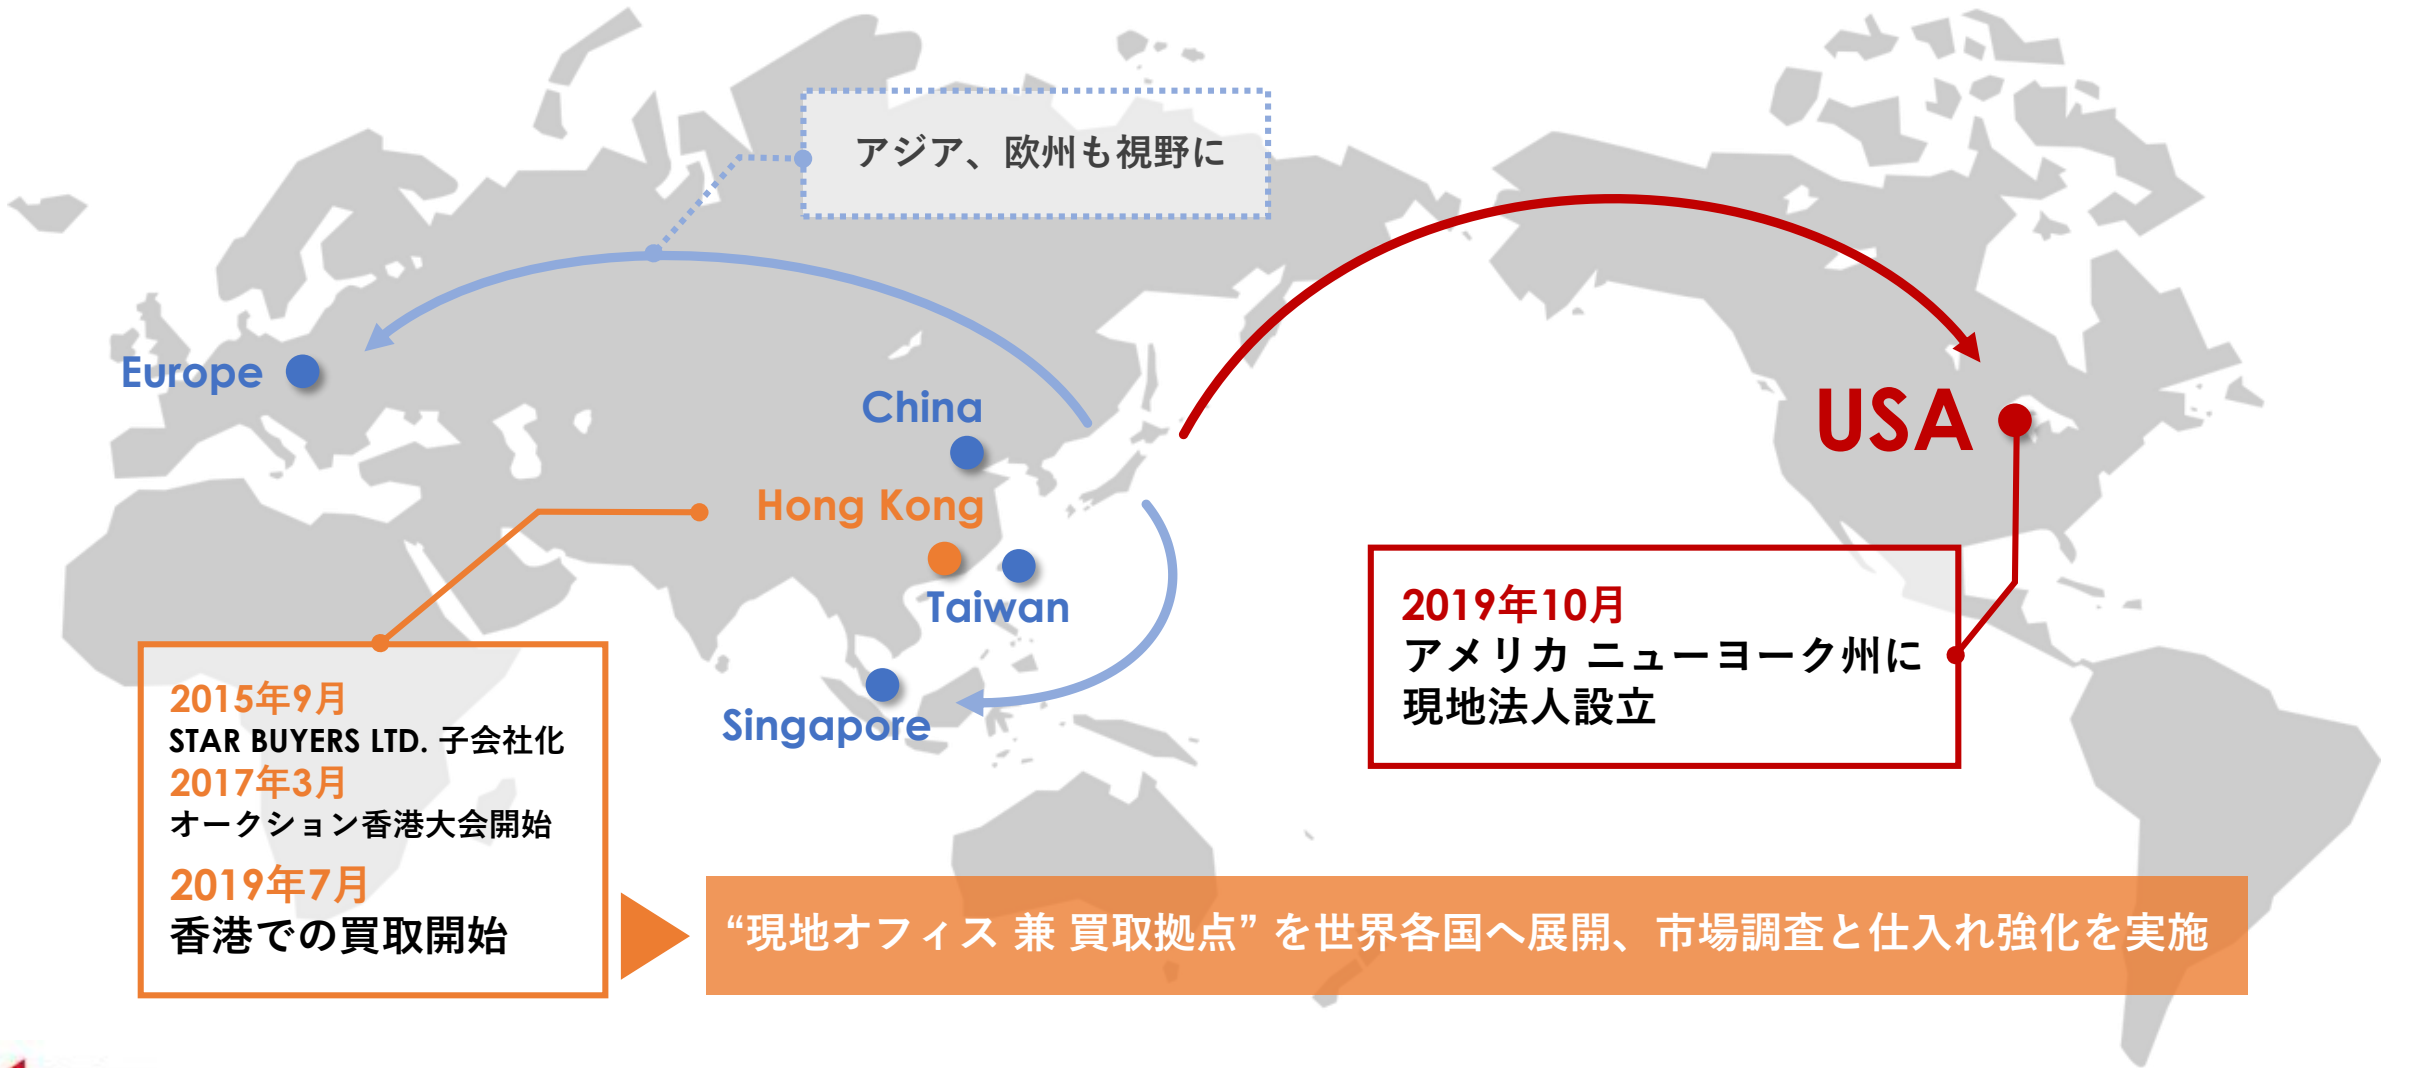 アジア、欧州も視野に
Europe
China
Hong Kong
Taiwan
Singapore
USA
2019年10月
アメリカ ニューヨーク州に
現地法人設立
2015年9月
STAR BUYERS LTD. 子会社化
2017年3月
オークション香港大会開始
2019年7月
香港での買取開始
“現地オフィス 兼 買取拠点” を世界各国へ展開、市場調査と仕入れ強化を実施